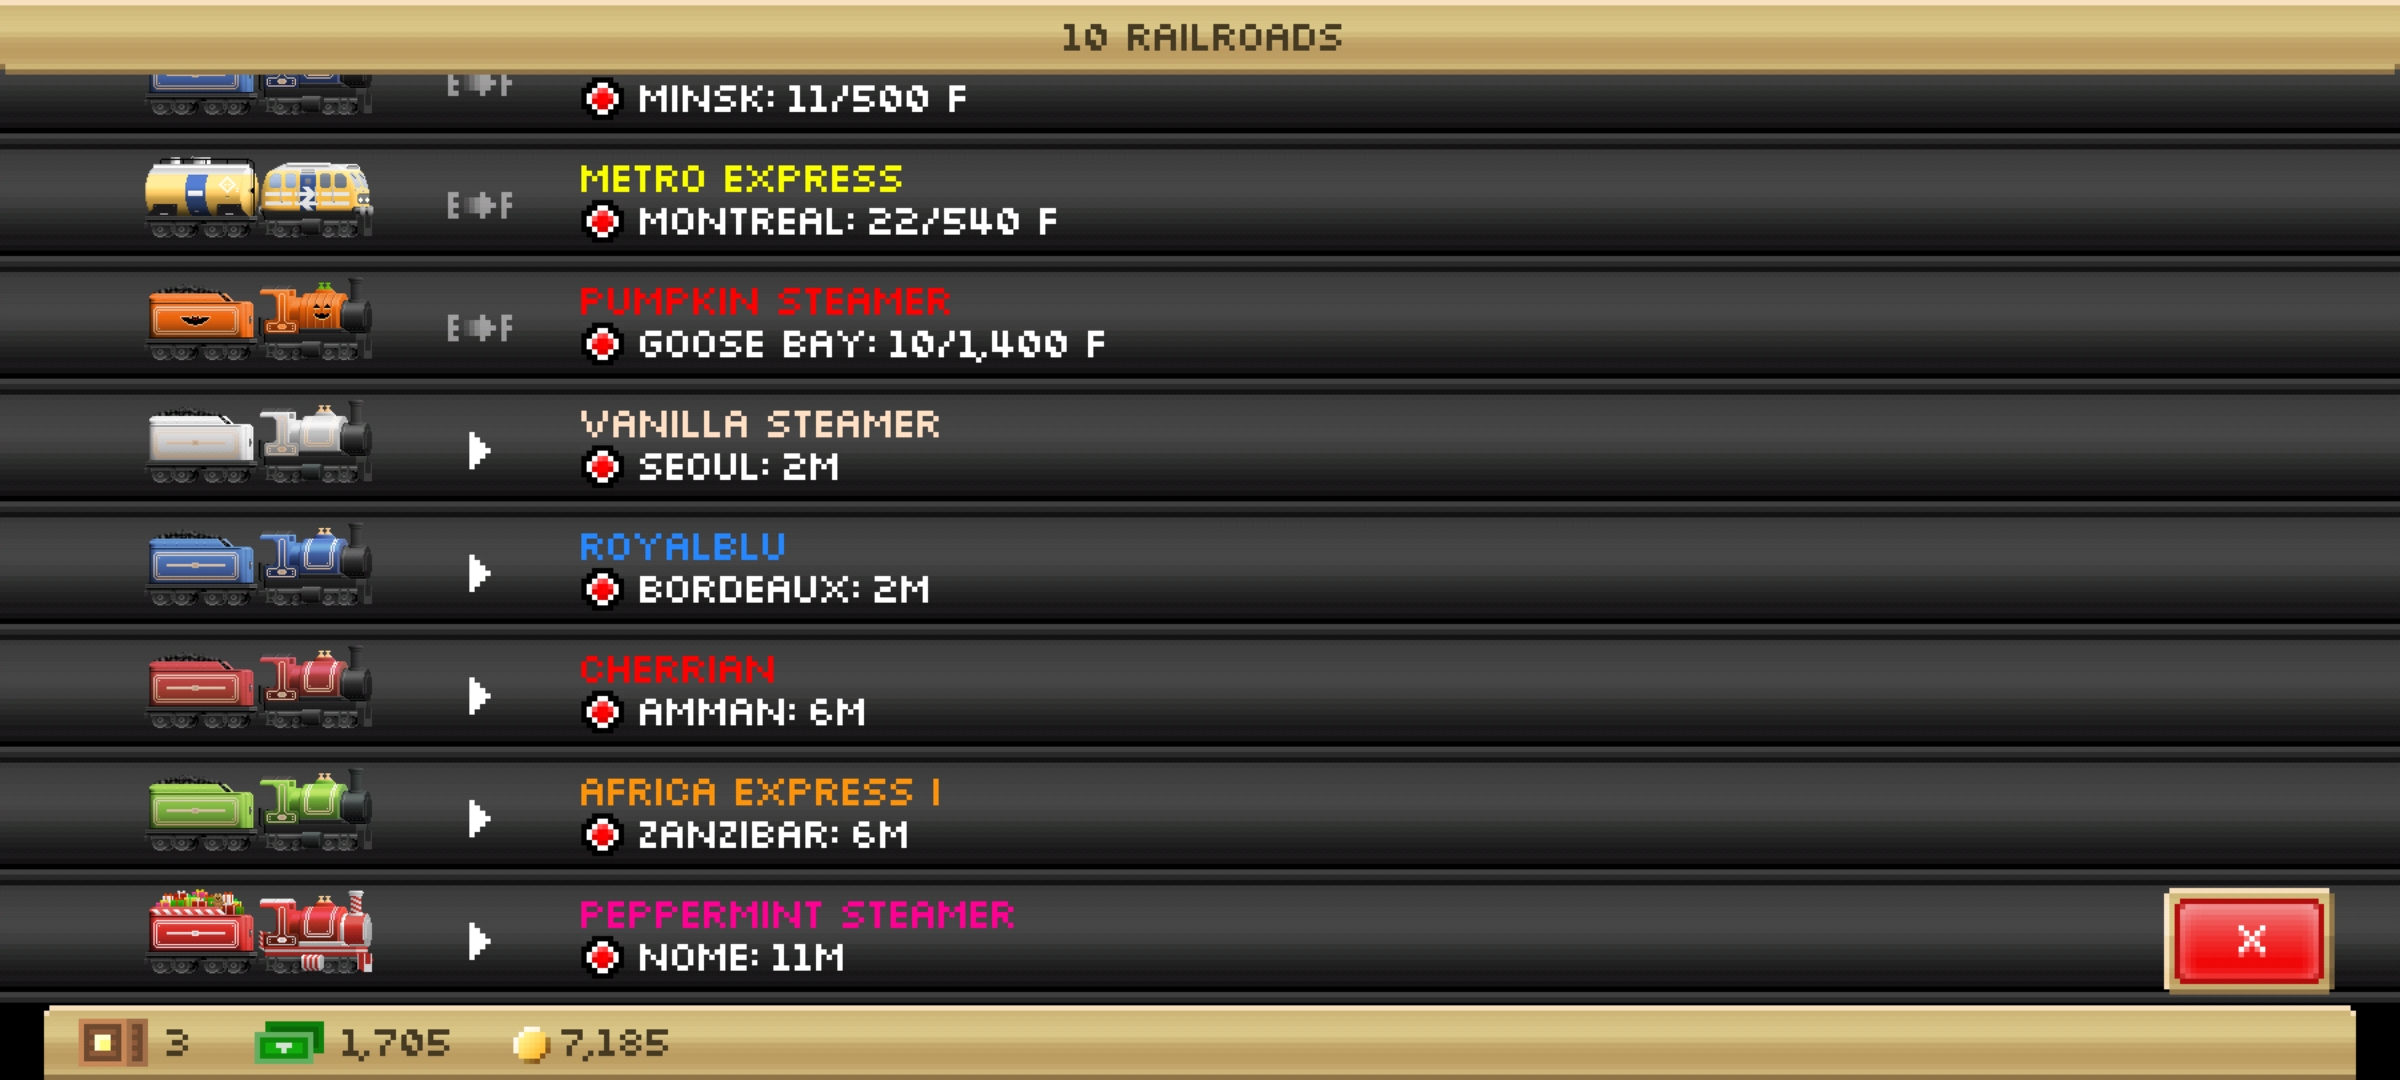 10 RAILROADS
E F
MINSK: 11/500 F
METRO EXPRESS
E F
MONTREAL: 22/540 F
PUMPKIN STEAMER
E F
GOOSE BAY: 10/1,400 F
VANILLA STEAMER
SEOUL: 2M
ROYALBLU
BORDEAUX: 2M
CHERRIAN
AMMAN: 6M
AFRICA EXPRESS I
ZANZIBAR: 6M
PEPPERMINT STEAMER
NOME: 11M
X
3 1,705 7,185